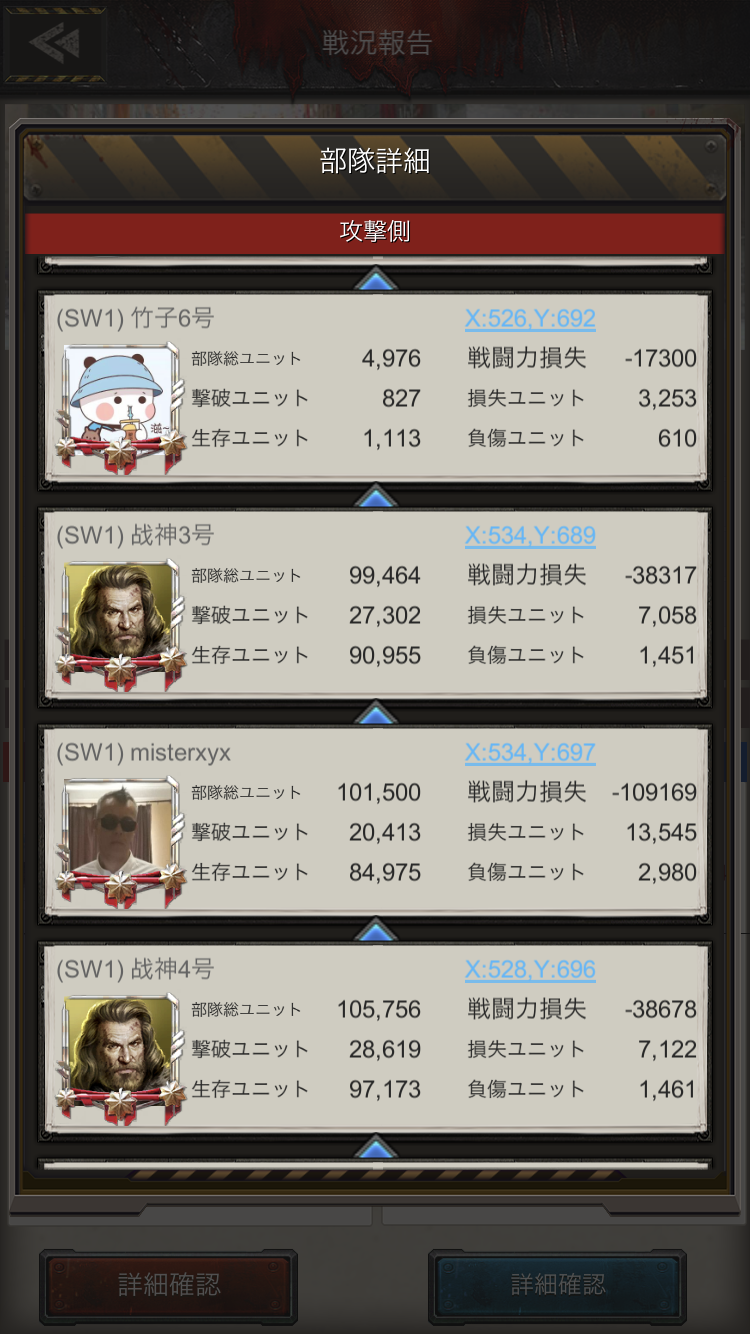 戦況報告
部隊詳細
攻撃側
(SW1) 竹子6号 X:526,Y:692
部隊総ユニット 4,976 戦闘力損失 -17300
撃破ユニット 827 損失ユニット 3,253
生存ユニット 1,113 負傷ユニット 610
(SW1) 战神3号 X:534,Y:689
部隊総ユニット 99,464 戦闘力損失 -38317
撃破ユニット 27,302 損失ユニット 7,058
生存ユニット 90,955 負傷ユニット 1,451
(SW1) misterxyx X:534,Y:697
部隊総ユニット 101,500 戦闘力損失 -109169
撃破ユニット 20,413 損失ユニット 13,545
生存ユニット 84,975 負傷ユニット 2,980
(SW1) 战神4号 X:528,Y:696
部隊総ユニット 105,756 戦闘力損失 -38678
撃破ユニット 28,619 損失ユニット 7,122
生存ユニット 97,173 負傷ユニット 1,461
詳細確認 詳細確認